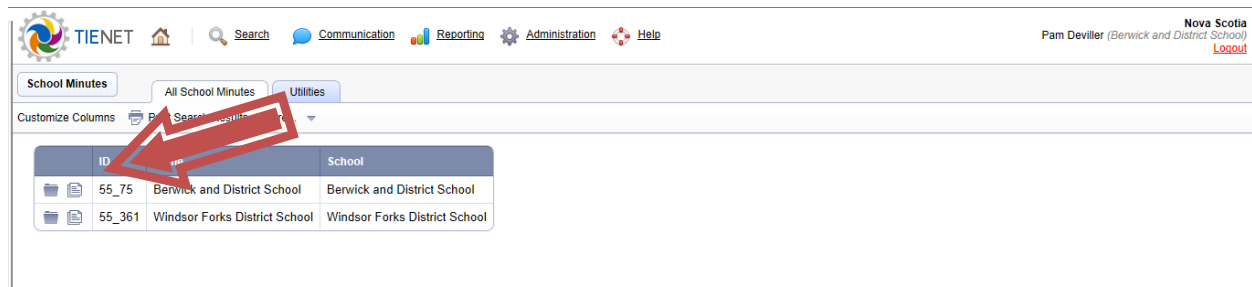 Nova Scotia
TIENET Search Communication Reporting Administration Help
Pam Deviller (Berwick and District School)
Logout
School Minutes All School Minutes Utilities
Customize Columns
ID School
55_75 Berwick and District School Berwick and District School
55_361 Windsor Forks District School Windsor Forks District School